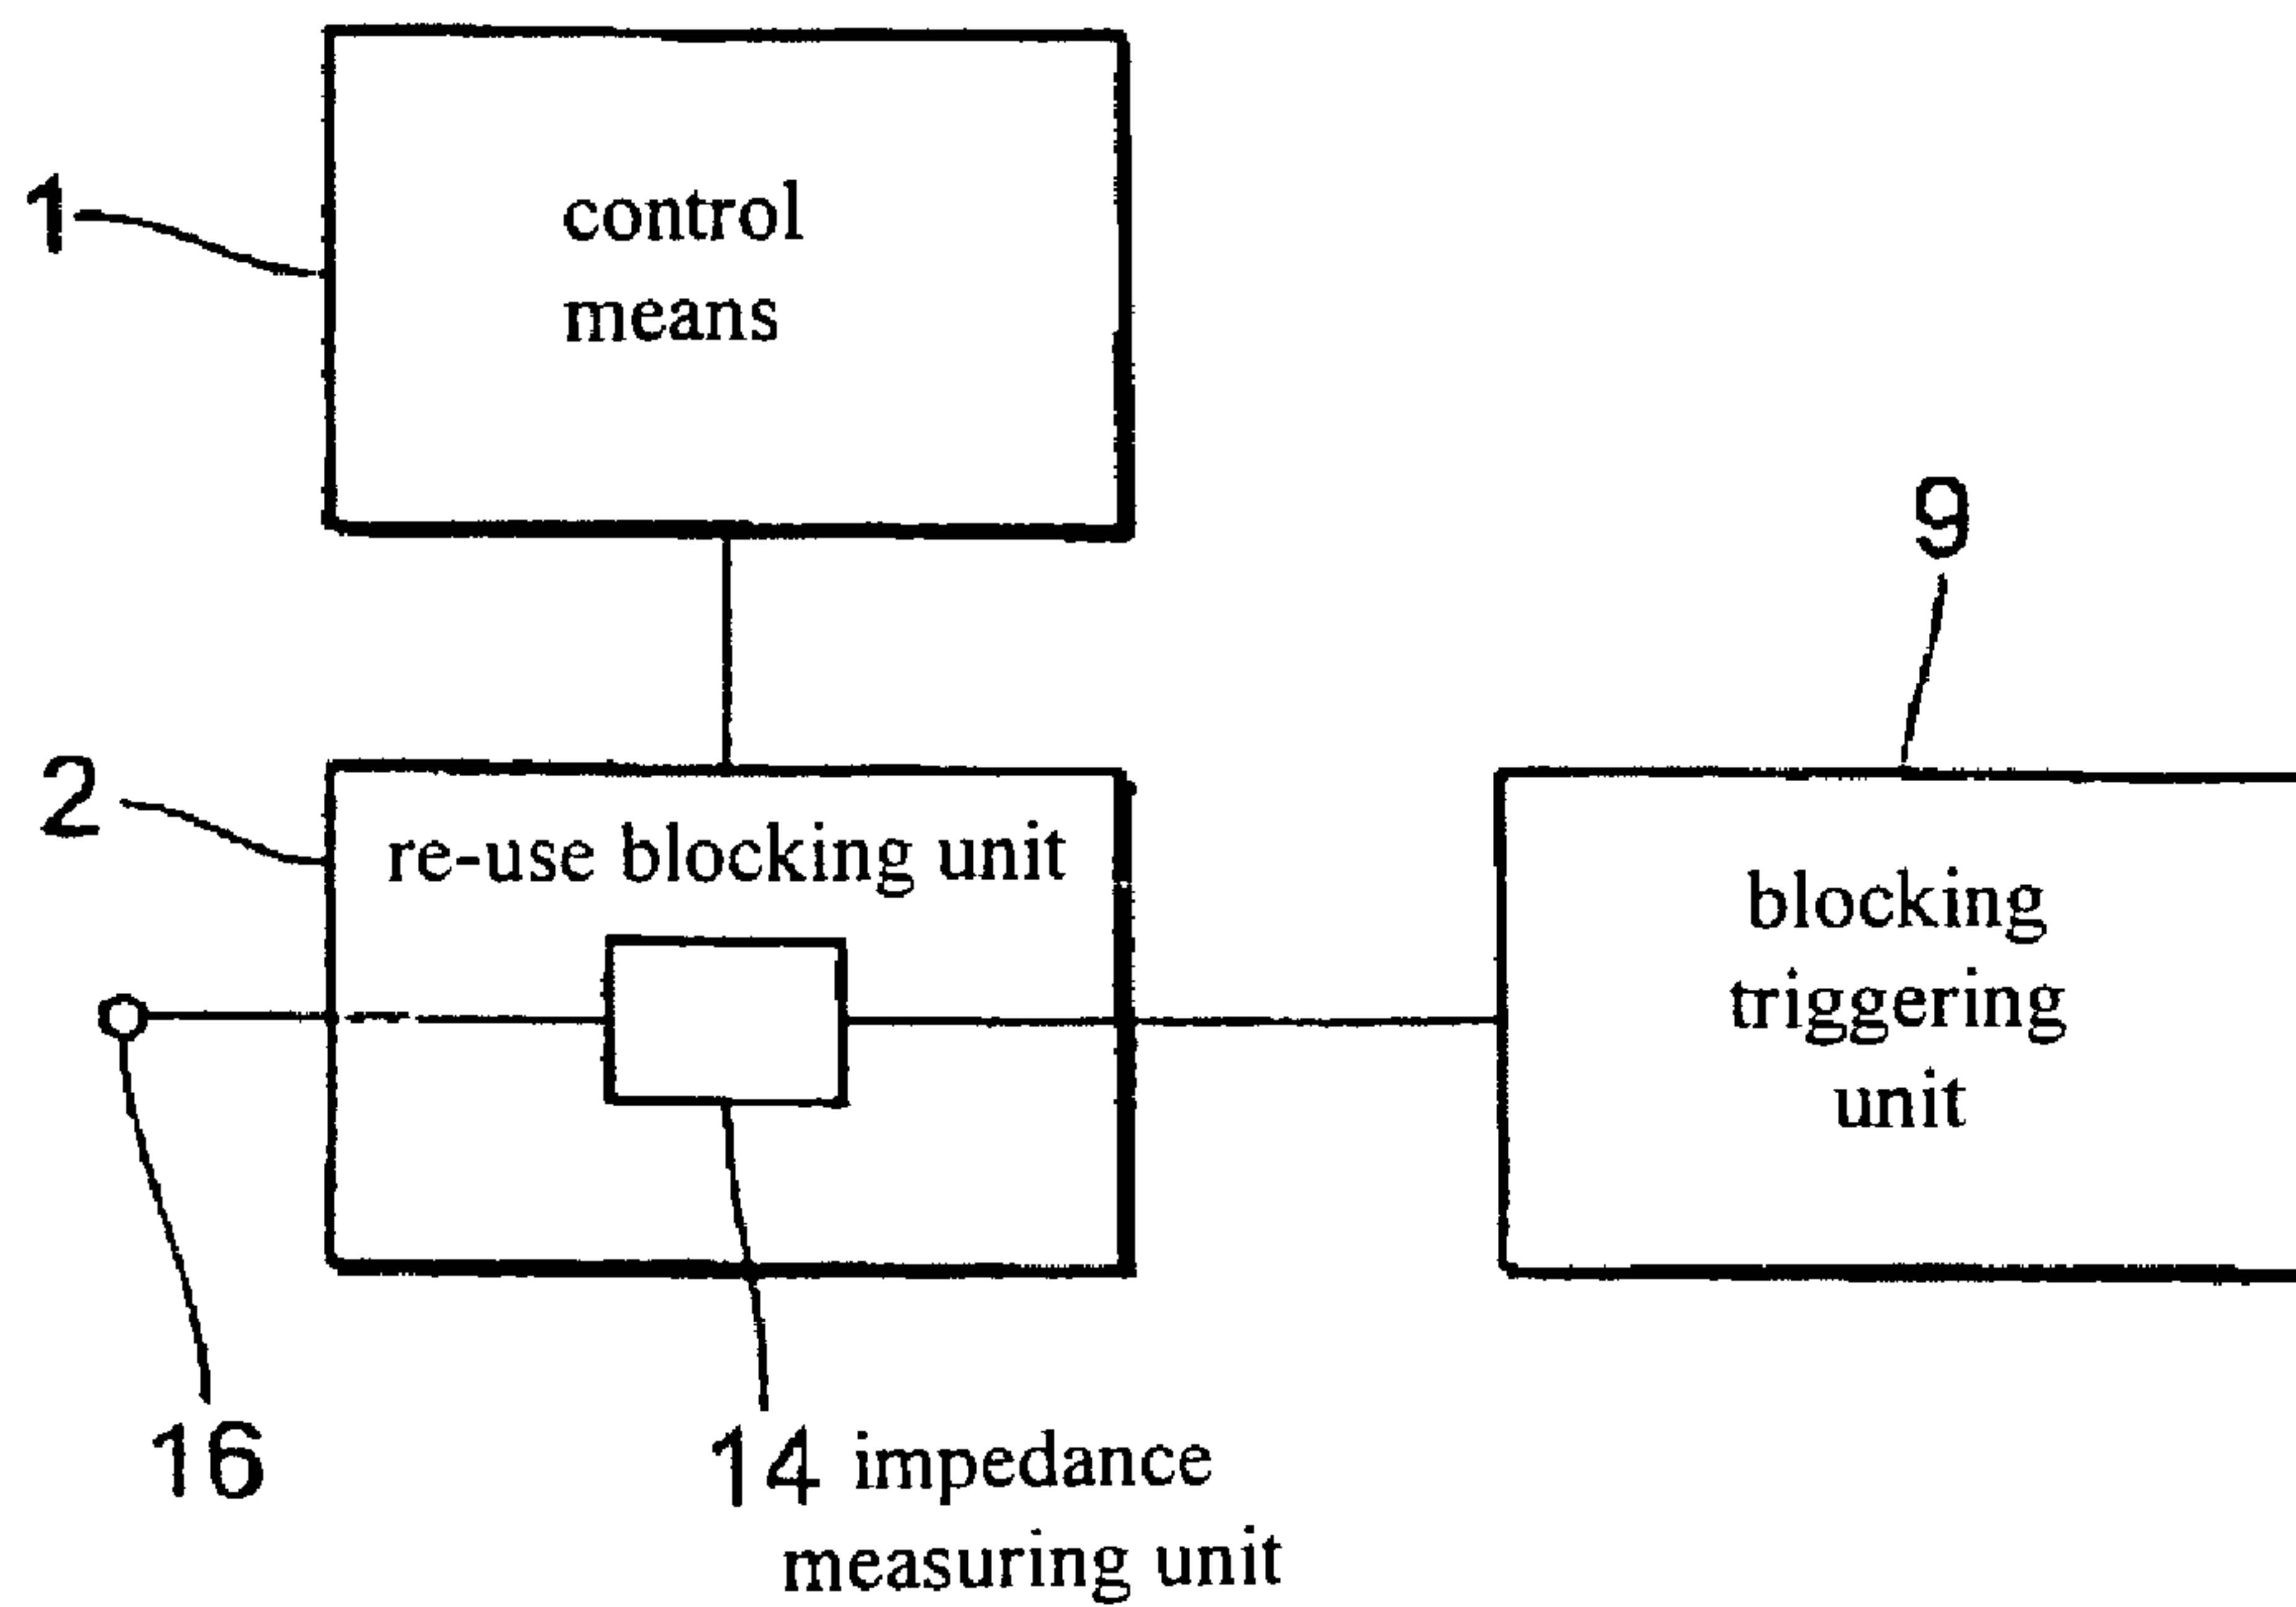 1
control
means
9
2
re-use blocking unit
blocking
triggering
unit
16
14 impedance
measuring unit